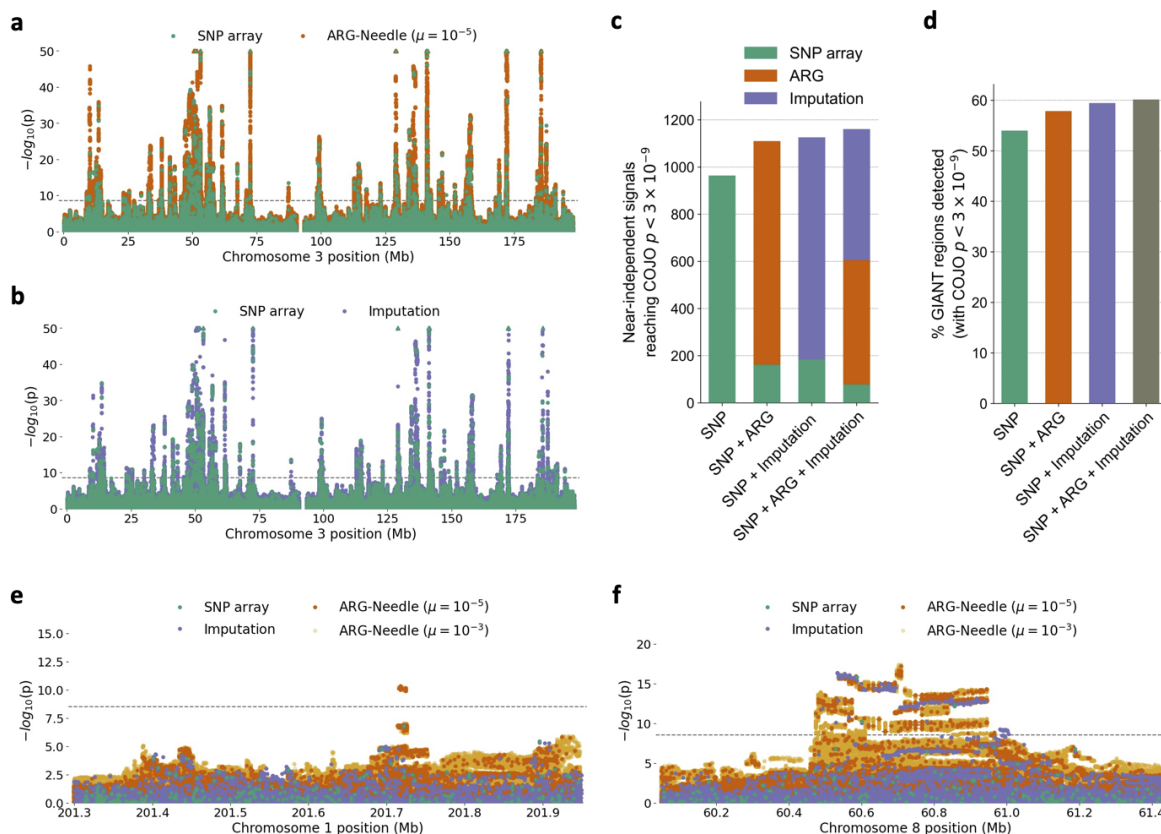 a
SNP array
ARG-Needle (μ = 10⁻⁵)
50
40
30
20
10
0
−log₁₀(p)
0 25 50 75 100 125 150 175
Chromosome 3 position (Mb)
b
SNP array
Imputation
50
40
30
20
10
0
−log₁₀(p)
0 25 50 75 100 125 150 175
Chromosome 3 position (Mb)
c
SNP array
ARG
Imputation
1200
1000
800
600
400
200
0
Near-independent signals
reaching COJO p < 3 × 10⁻⁹
SNP
SNP + ARG
SNP + Imputation
SNP + ARG + Imputation
d
60
50
40
30
20
10
0
% GIANT regions detected
(with COJO p < 3 × 10⁻⁹)
SNP
SNP + ARG
SNP + Imputation
SNP + ARG + Imputation
e
SNP array
ARG-Needle (μ = 10⁻⁵)
Imputation
ARG-Needle (μ = 10⁻³)
15.0
12.5
10.0
7.5
5.0
2.5
0.0
−log₁₀(p)
201.3 201.4 201.5 201.6 201.7 201.8 201.9
Chromosome 1 position (Mb)
f
SNP array
ARG-Needle (μ = 10⁻⁵)
Imputation
ARG-Needle (μ = 10⁻³)
20
15
10
5
0
−log₁₀(p)
60.2 60.4 60.6 60.8 61.0 61.2 61.4
Chromosome 8 position (Mb)